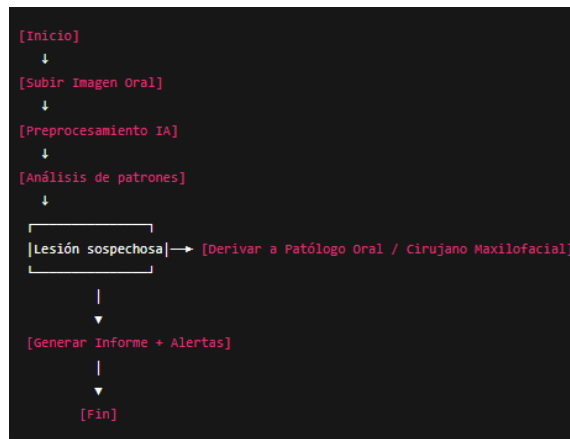 [Inicio]
↓
[Subir Imagen Oral]
↓
[Preprocesamiento IA]
↓
[Análisis de patrones]
↓
|Lesión sospechosa|─► [Derivar a Patólogo Oral / Cirujano Maxilofacial]
|
▼
[Generar Informe + Alertas]
|
▼
[Fin]